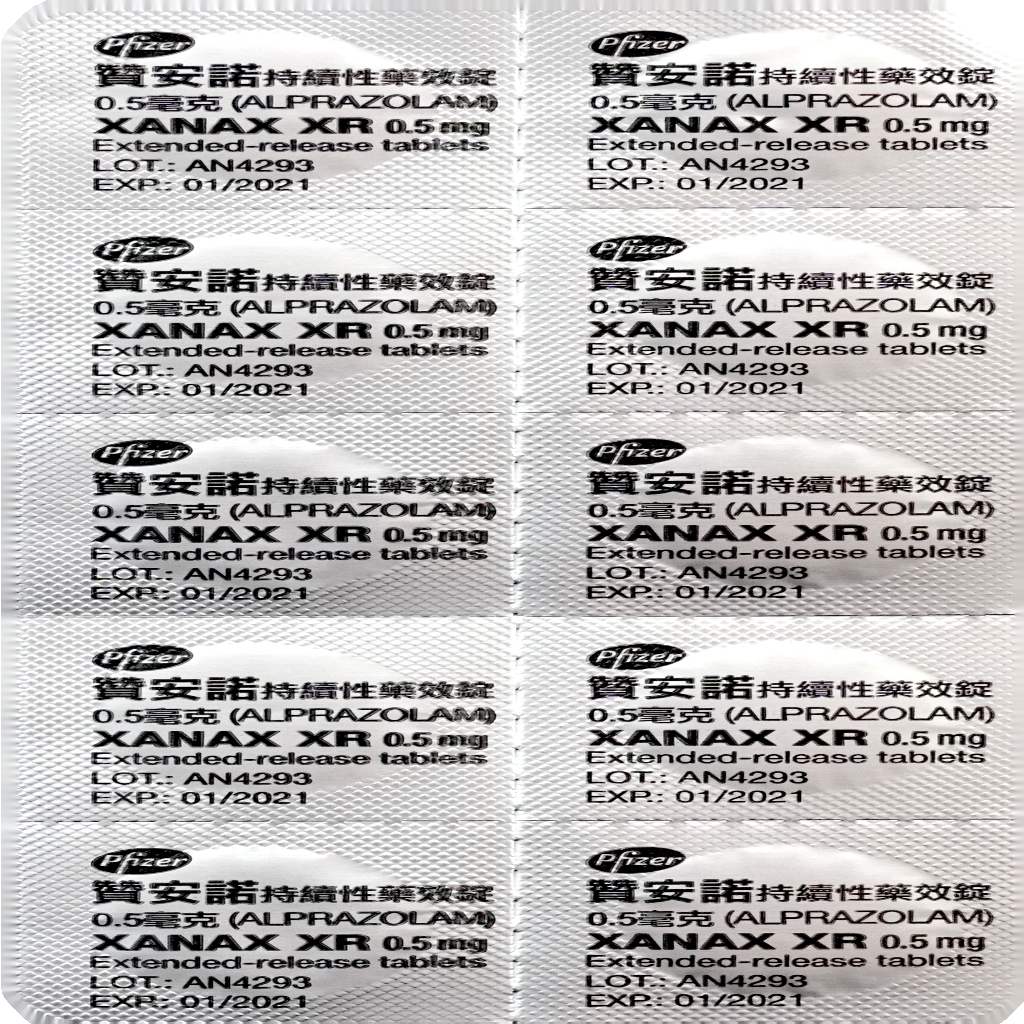 Pfizer
贊安諾持續性藥效錠
0.5毫克 (ALPRAZOLAM)
XANAX XR 0.5 mg
Extended-release tablets
LOT.: AN4293
EXP.: 01/2021
Pfizer
贊安諾持續性藥效錠
0.5毫克 (ALPRAZOLAM)
XANAX XR 0.5 mg
Extended-release tablets
LOT.: AN4293
EXP.: 01/2021
Pfizer
贊安諾持續性藥效錠
0.5毫克 (ALPRAZOLAM)
XANAX XR 0.5 mg
Extended-release tablets
LOT.: AN4293
EXP.: 01/2021
Pfizer
贊安諾持續性藥效錠
0.5毫克 (ALPRAZOLAM)
XANAX XR 0.5 mg
Extended-release tablets
LOT.: AN4293
EXP.: 01/2021
Pfizer
贊安諾持續性藥效錠
0.5毫克 (ALPRAZOLAM)
XANAX XR 0.5 mg
Extended-release tablets
LOT.: AN4293
EXP.: 01/2021
Pfizer
贊安諾持續性藥效錠
0.5毫克 (ALPRAZOLAM)
XANAX XR 0.5 mg
Extended-release tablets
LOT.: AN4293
EXP.: 01/2021
Pfizer
贊安諾持續性藥效錠
0.5毫克 (ALPRAZOLAM)
XANAX XR 0.5 mg
Extended-release tablets
LOT.: AN4293
EXP.: 01/2021
Pfizer
贊安諾持續性藥效錠
0.5毫克 (ALPRAZOLAM)
XANAX XR 0.5 mg
Extended-release tablets
LOT.: AN4293
EXP.: 01/2021
Pfizer
贊安諾持續性藥效錠
0.5毫克 (ALPRAZOLAM)
XANAX XR 0.5 mg
Extended-release tablets
LOT.: AN4293
EXP.: 01/2021
Pfizer
贊安諾持續性藥效錠
0.5毫克 (ALPRAZOLAM)
XANAX XR 0.5 mg
Extended-release tablets
LOT.: AN4293
EXP.: 01/2021